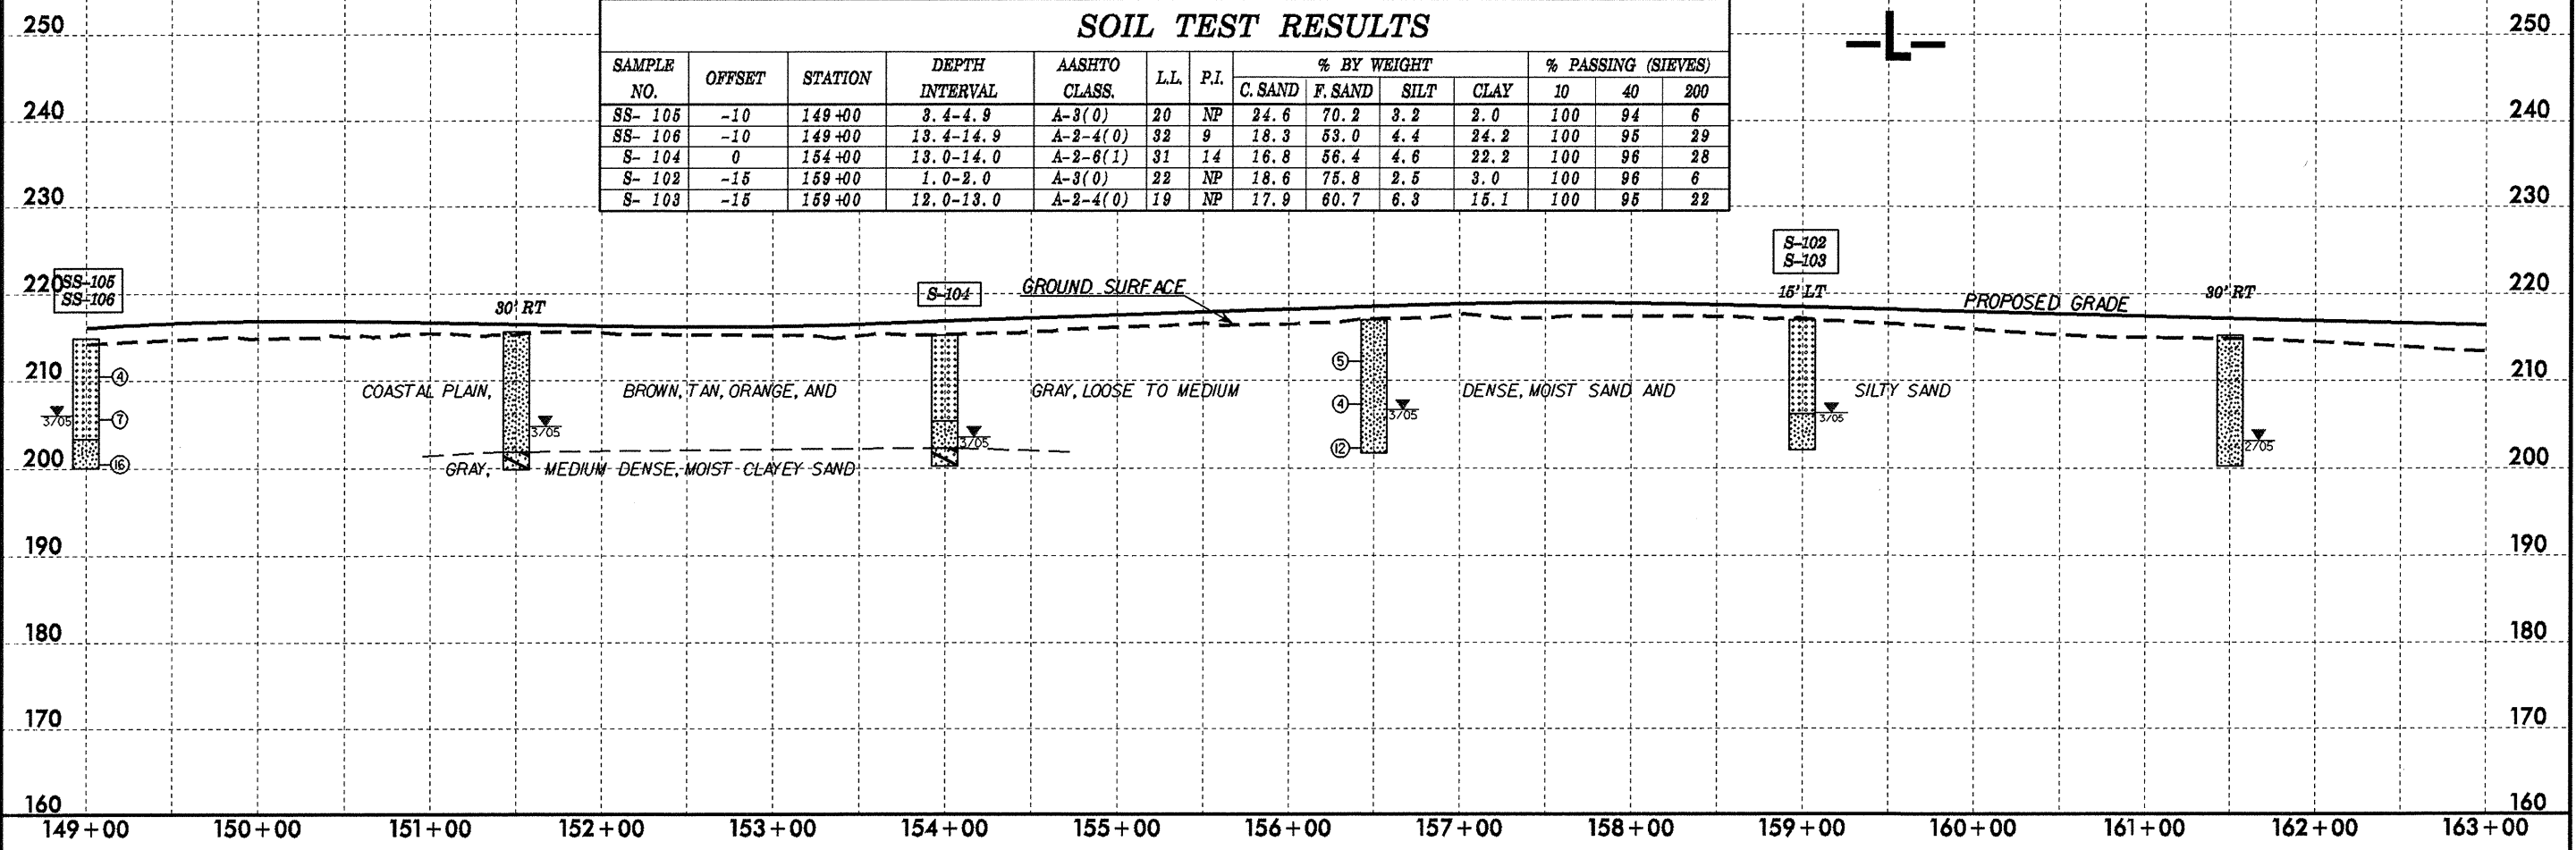 SOIL TEST RESULTS
SAMPLE NO. OFFSET STATION DEPTH INTERVAL AASHTO CLASS. L.L. P.I. % BY WEIGHT % PASSING (SIEVES)
C. SAND F. SAND SILT CLAY 10 40 200
SS- 105 -10 149+00 3.4-4.9 A-3(0) 20 NP 24.6 70.2 3.2 2.0 100 94 6
SS- 106 -10 149+00 13.4-14.9 A-2-4(0) 32 9 18.3 53.0 4.4 24.2 100 95 29
S- 104 0 154+00 13.0-14.0 A-2-6(1) 31 14 16.8 56.4 4.6 22.2 100 96 28
S- 102 -15 159+00 1.0-2.0 A-3(0) 22 NP 18.6 75.8 2.5 3.0 100 96 6
S- 103 -15 159+00 12.0-13.0 A-2-4(0) 19 NP 17.9 60.7 6.3 15.1 100 95 22
L
250 250
240 240
230 230
220 220
210 210
200 200
190 190
180 180
170 170
160 160
SS-105
SS-106
30' RT
S-104
GROUND SURFACE
S-102
S-103
15' LT
PROPOSED GRADE
30' RT
4
7
16
3/05
3/05
3/05
5
4
12
3/05
3/05
2/05
COASTAL PLAIN, BROWN, TAN, ORANGE, AND GRAY, LOOSE TO MEDIUM DENSE, MOIST SAND AND SILTY SAND
GRAY, MEDIUM DENSE, MOIST CLAYEY SAND
149+00 150+00 151+00 152+00 153+00 154+00 155+00 156+00 157+00 158+00 159+00 160+00 161+00 162+00 163+00